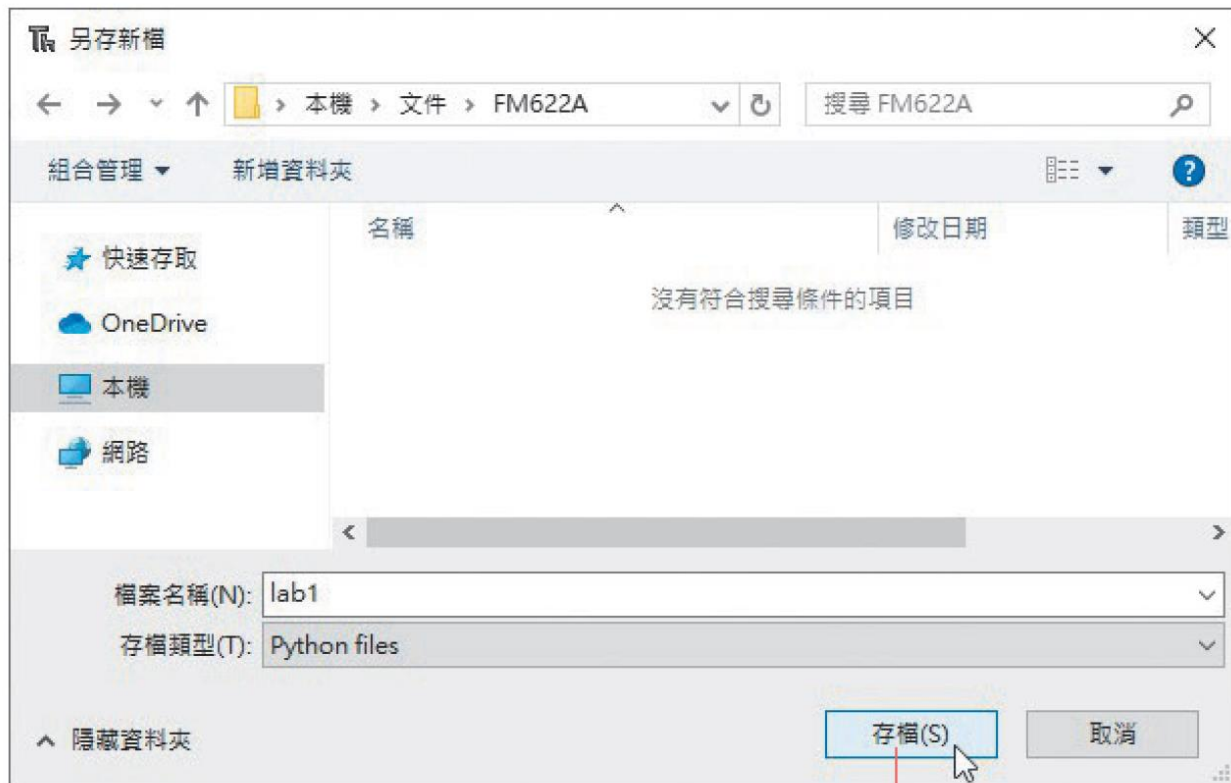 另存新檔
本機 > 文件 > FM622A
搜尋 FM622A
組合管理
新增資料夾
名稱
修改日期
類型
快速存取
沒有符合搜尋條件的項目
OneDrive
本機
網路
檔案名稱(N): lab1
存檔類型(T): Python files
隱藏資料夾
存檔(S)
取消